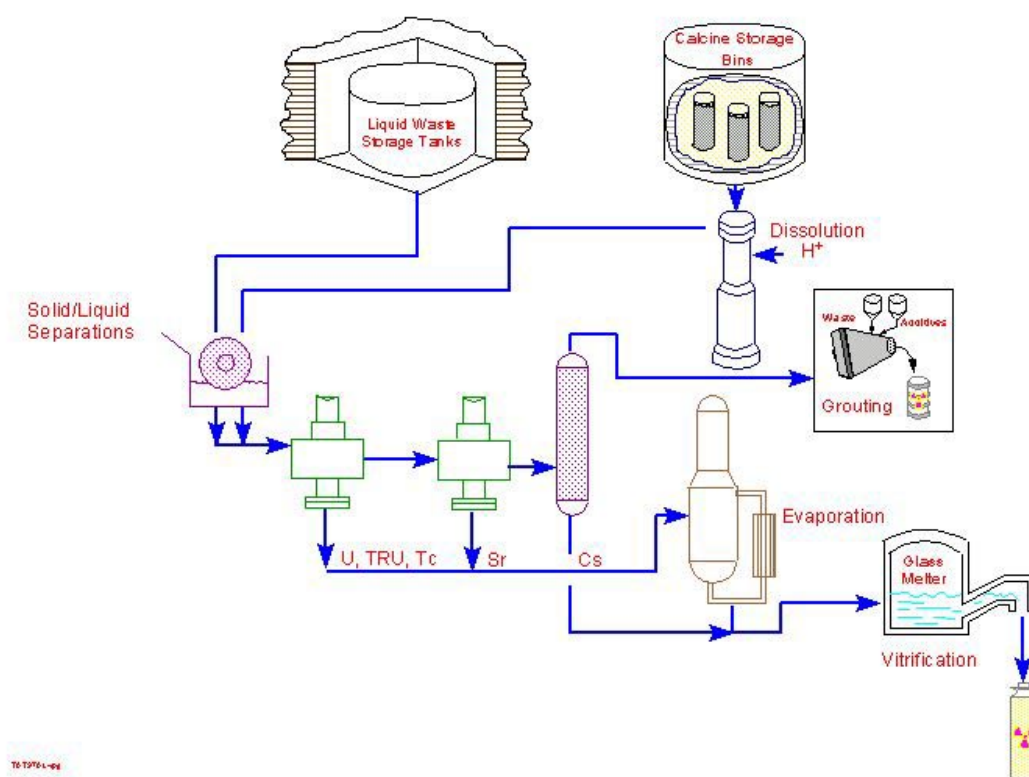 Calcine Storage
Bins
Liquid Waste
Storage Tanks
Dissolution
H+
Solid/Liquid
Separations
Waste
Additives
Grouting
Evaporation
U, TRU, Tc
Sr
Cs
Glass
Melter
Vitrification